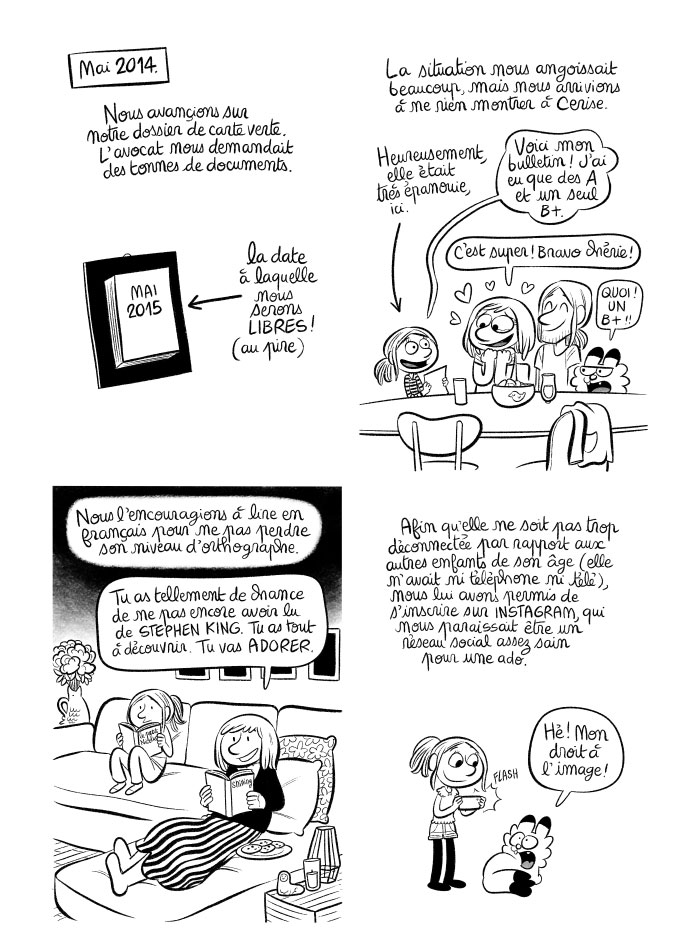 Mai 2014.
Nous avançions sur
notre dossier de carte verte.
L'avocat nous demandait
des tonnes de documents.
MAI
2015
la date
à laquelle
nous
serons
LIBRES !
(au pire)
La situation nous angoissait
beaucoup, mais nous arrivions
à ne rien montrer à Cerise.
Heureusement,
elle était
très épanouie,
ici.
Voici mon
bulletin ! J'ai
eu que des A
et un seul
B+.
C'est super ! Bravo chérie !
QUOI !
UN
B+ !!
Nous l'encouragions à lire en
français pour ne pas perdre
son niveau d'orthographe.
Tu as tellement de chance
de ne pas encore avoir lu
de STEPHEN KING. Tu as tout
à découvrir. Tu vas ADORER.
le petit
Nicolas
S.King
Afin qu'elle ne soit pas trop
déconnectée par rapport aux
autres enfants de son âge (elle
n'avait ni téléphone ni télé),
nous lui avons permis de
s'inscrire sur INSTAGRAM, qui
nous paraissait être un
réseau social assez sain
pour une ado.
FLASH
Hé ! Mon
droit à
l'image !